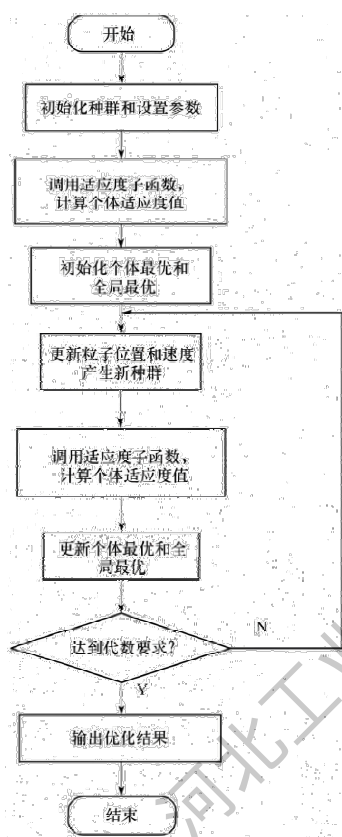 开始
初始化种群和设置参数
调用适应度子函数,
计算个体适应度值
初始化个体最优和
全局最优
更新粒子位置和速度
产生新种群
调用适应度子函数,
计算个体适应度值
更新个体最优和全
局最优
达到代数要求?
N
Y
输出优化结果
结束
河北工业